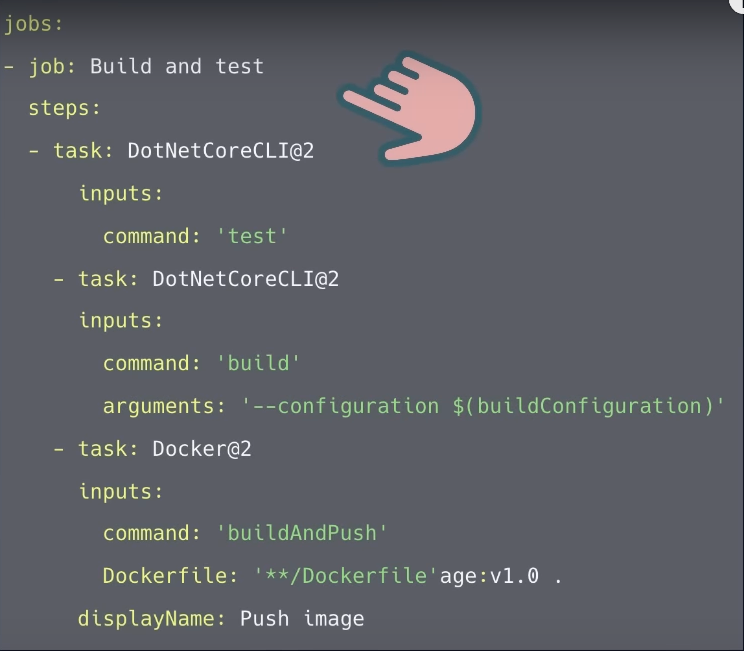 jobs:
- job: Build and test
  steps:
  - task: DotNetCoreCLI@2
      inputs:
        command: 'test'
    - task: DotNetCoreCLI@2
      inputs:
        command: 'build'
        arguments: '--configuration $(buildConfiguration)'
    - task: Docker@2
      inputs:
        command: 'buildAndPush'
        Dockerfile: '**/Dockerfile'age:v1.0 .
      displayName: Push image